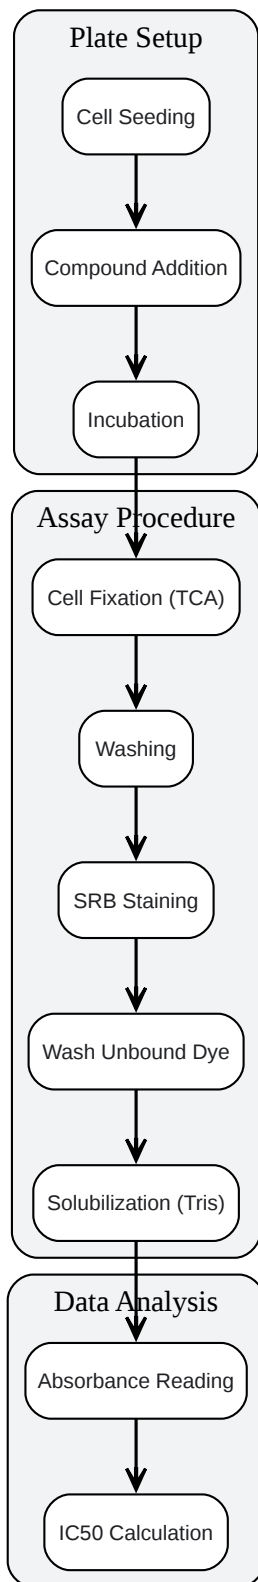 Plate Setup
Cell Seeding
Compound Addition
Incubation
Assay Procedure
Cell Fixation (TCA)
Washing
SRB Staining
Wash Unbound Dye
Solubilization (Tris)
Data Analysis
Absorbance Reading
IC50 Calculation